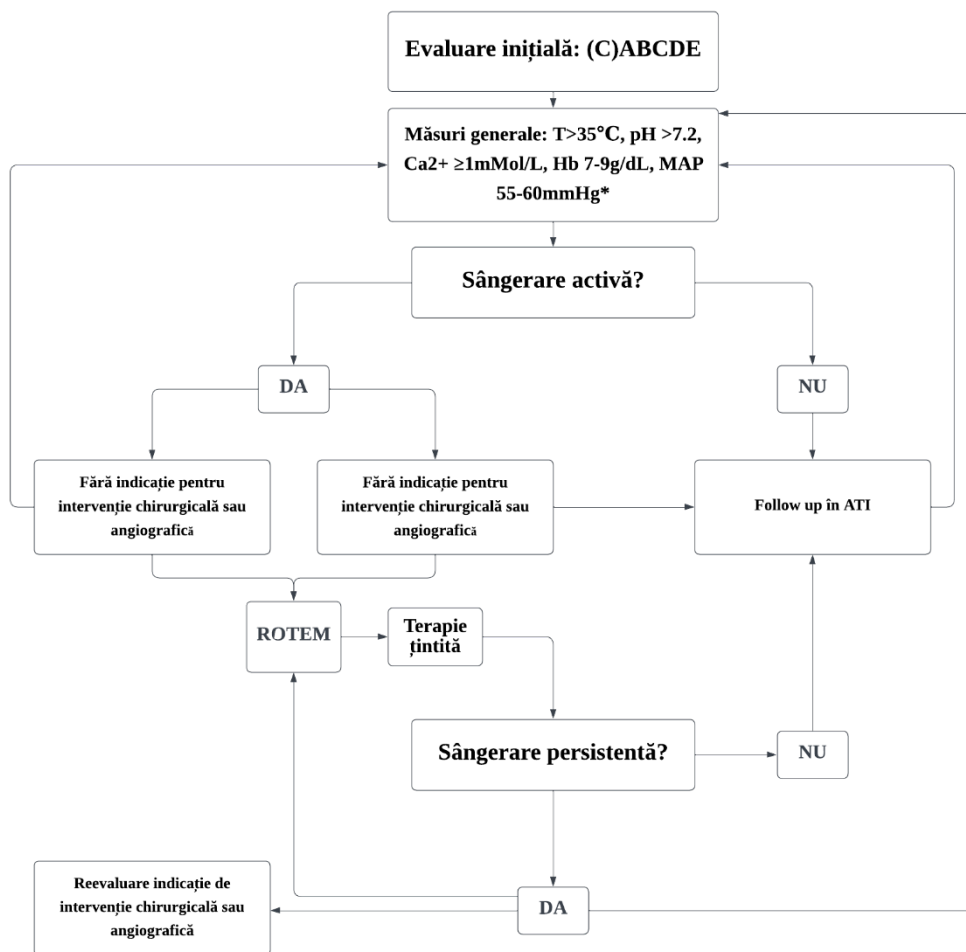 Evaluare inițială: (C)ABCDE
Măsuri generale: T>35℃, pH >7.2,
Ca2+ ≥1mMol/L, Hb 7-9g/dL, MAP
55-60mmHg*
Sângerare activă?
DA
NU
Fără indicație pentru
intervenție chirurgicală sau
angiografică
Fără indicație pentru
intervenție chirurgicală sau
angiografică
Follow up în ATI
ROTEM
Terapie
țintită
Sângerare persistentă?
NU
Reevaluare indicație de
intervenție chirurgicală sau
angiografică
DA